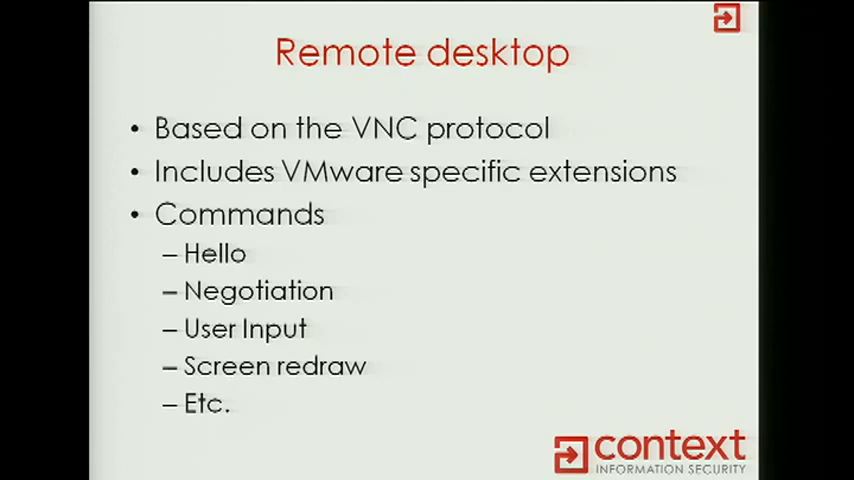 Remote desktop
• Based on the VNC protocol
• Includes VMware specific extensions
• Commands
– Hello
– Negotiation
– User Input
– Screen redraw
– Etc.
context
INFORMATION SECURITY